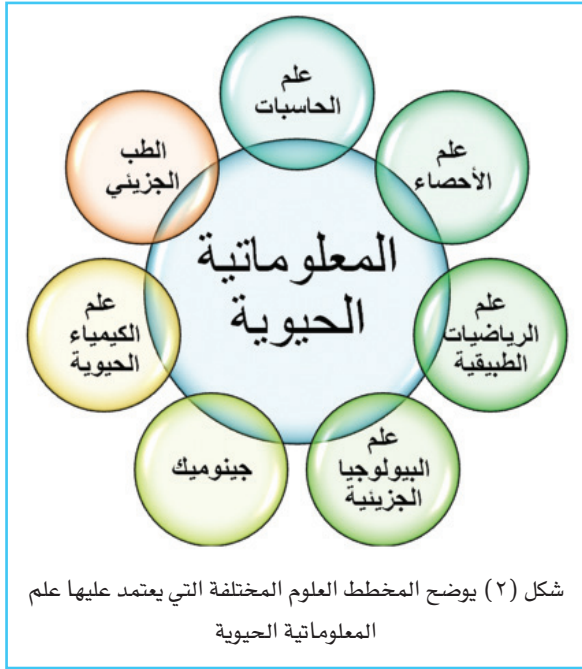 علم
الحاسبات
علم
الأحصاء
علم
الرياضيات
الطبيقية
علم
البيولوجيا
الجزيئية
جينوميك
علم
الكيمياء
الحيوية
الطب
الجزيئي
المعلوماتية
الحيوية
شكل (٢) يوضح المخطط العلوم المختلفة التي يعتمد عليها علم
المعلوماتية الحيوية